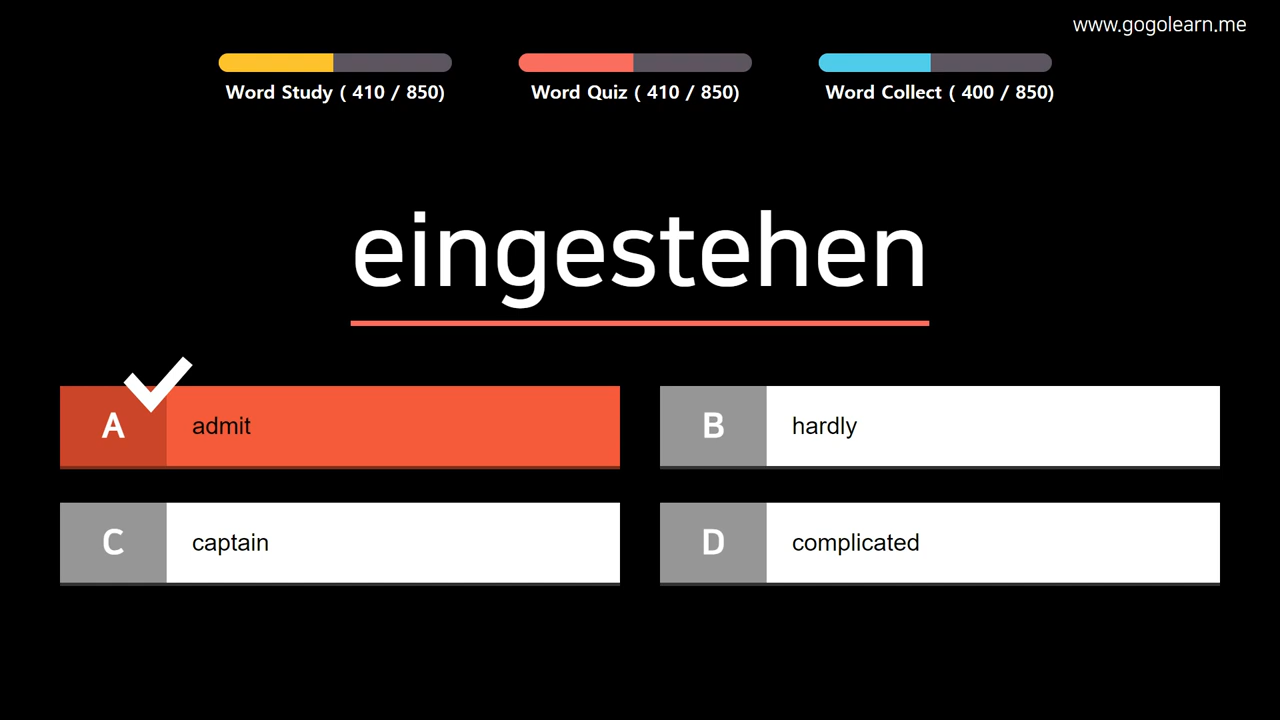 www.gogolearn.me
Word Study ( 410 / 850)
Word Quiz ( 410 / 850)
Word Collect ( 400 / 850)
eingestehen
A admit
B hardly
C captain
D complicated